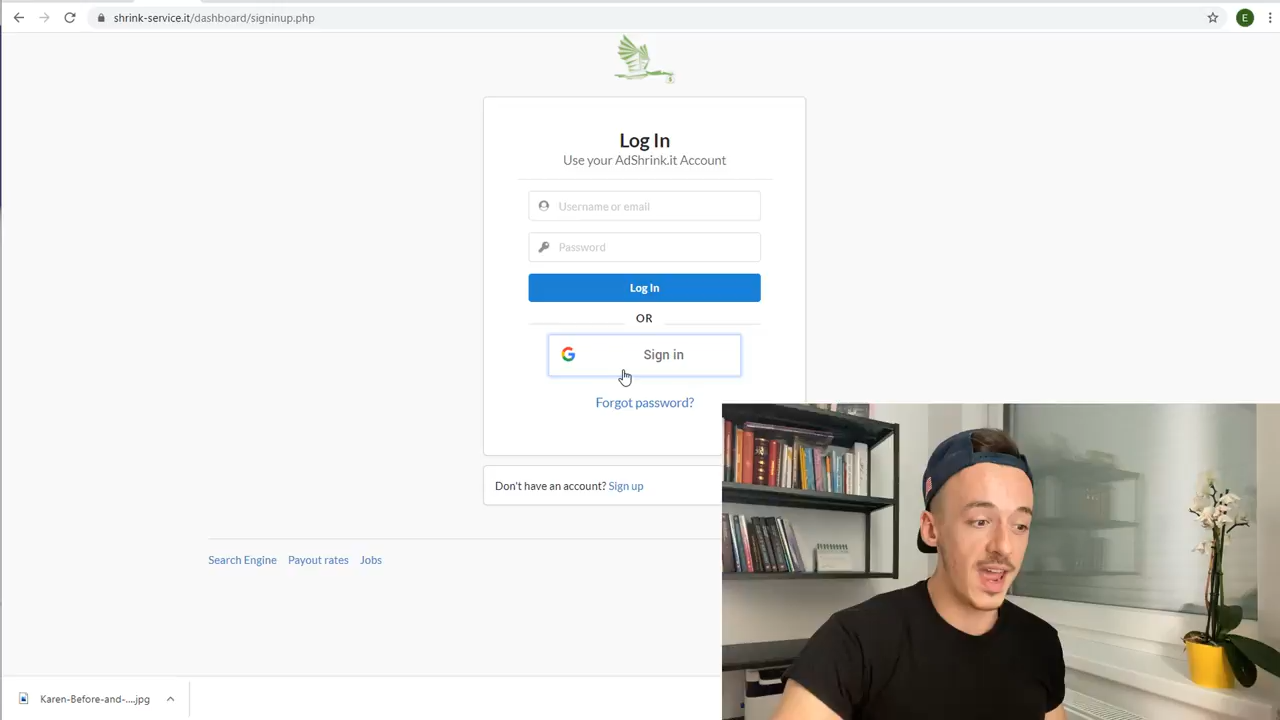 shrink-service.it/dashboard/signinup.php
E
Log In
Use your AdShrink.it Account
Username or email
Password
Log In
OR
Sign in
Forgot password?
Don't have an account? Sign up
Search Engine Payout rates Jobs
Karen-Before-and-....jpg